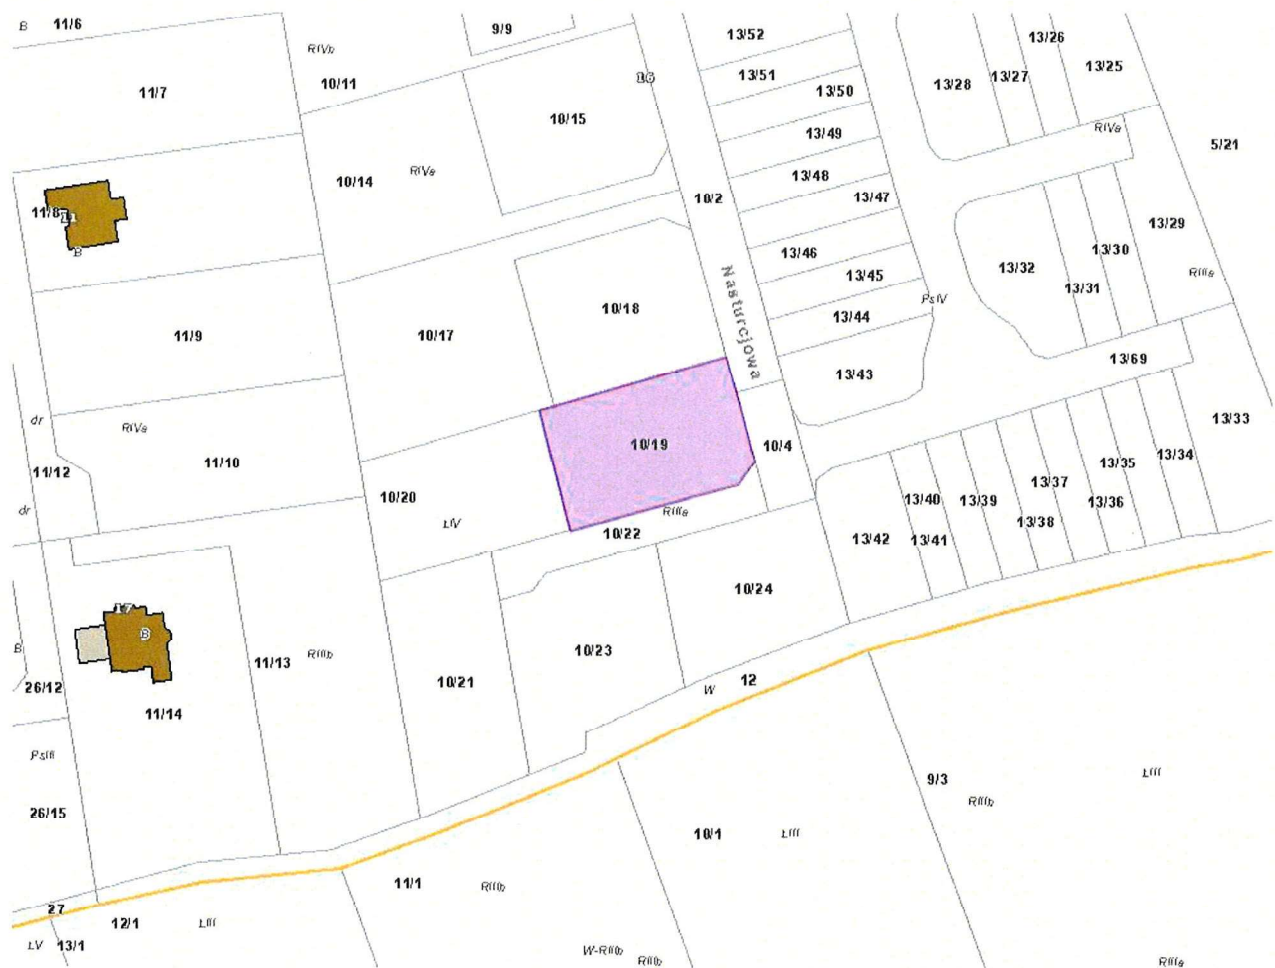 B
11/6
9/9
13/52
13/26
RIVb
10/11
11/7
16
13/51
13/50
13/28
13/27
13/25
10/15
13/49
RIVa
5/21
10/14
RIVa
13/48
10/2
13/47
11/8
11
B
13/46
13/45
13/32
13/30
13/29
13/31
RIIIa
PsIV
10/18
10/17
11/9
Nasturcjowa
13/44
13/43
13/69
dr
RIVa
10/19
10/4
13/33
11/12
11/10
10/20
LIV
dr
RIIIa
10/22
13/40
13/39
13/37
13/35
13/34
13/36
13/38
13/42
13/41
10/24
17
B
B
11/13
RIIIb
10/23
10/21
26/12
11/14
W
12
PsIII
26/15
9/3
LIII
RIIIb
10/1
LIII
11/1
RIIIb
27
12/1
LIII
LV
13/1
W-RIIIb
RIIIb
RIIIa